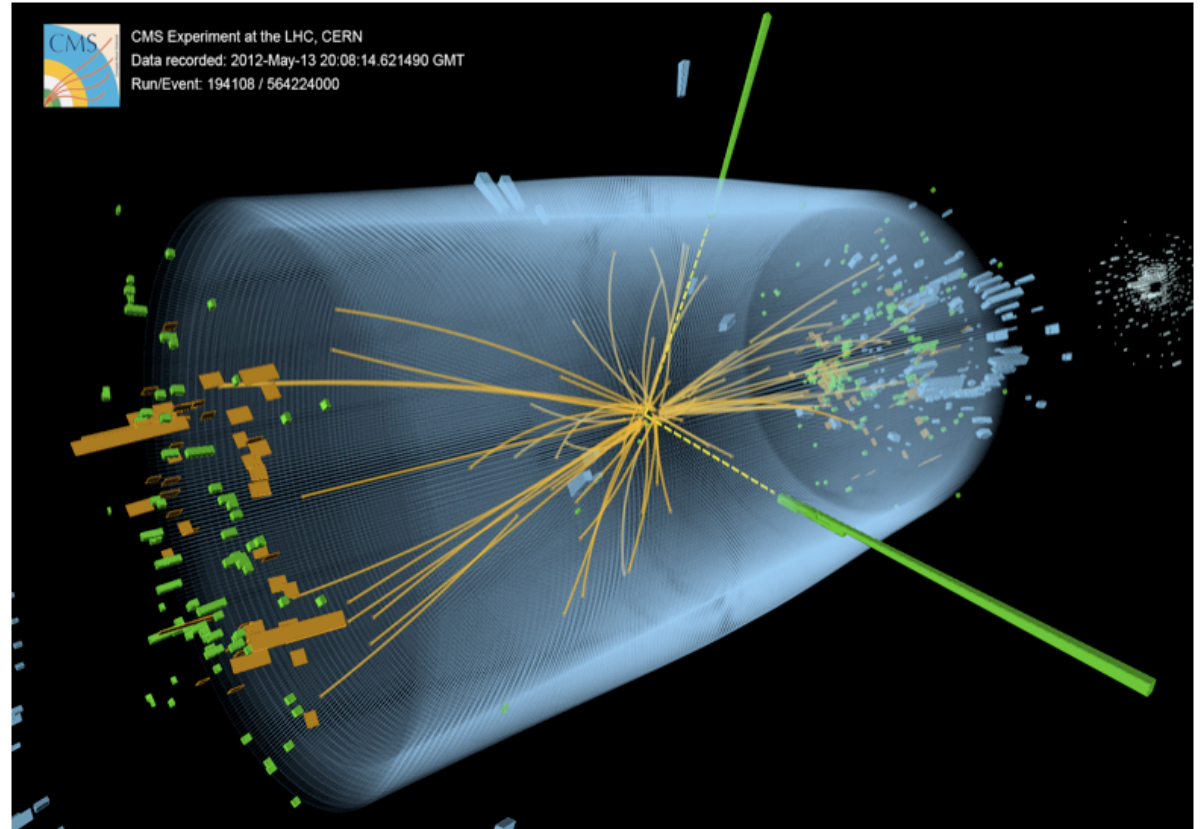 CMS
CMS Experiment at the LHC, CERN
Data recorded: 2012-May-13 20:08:14.621490 GMT
Run/Event: 194108 / 564224000